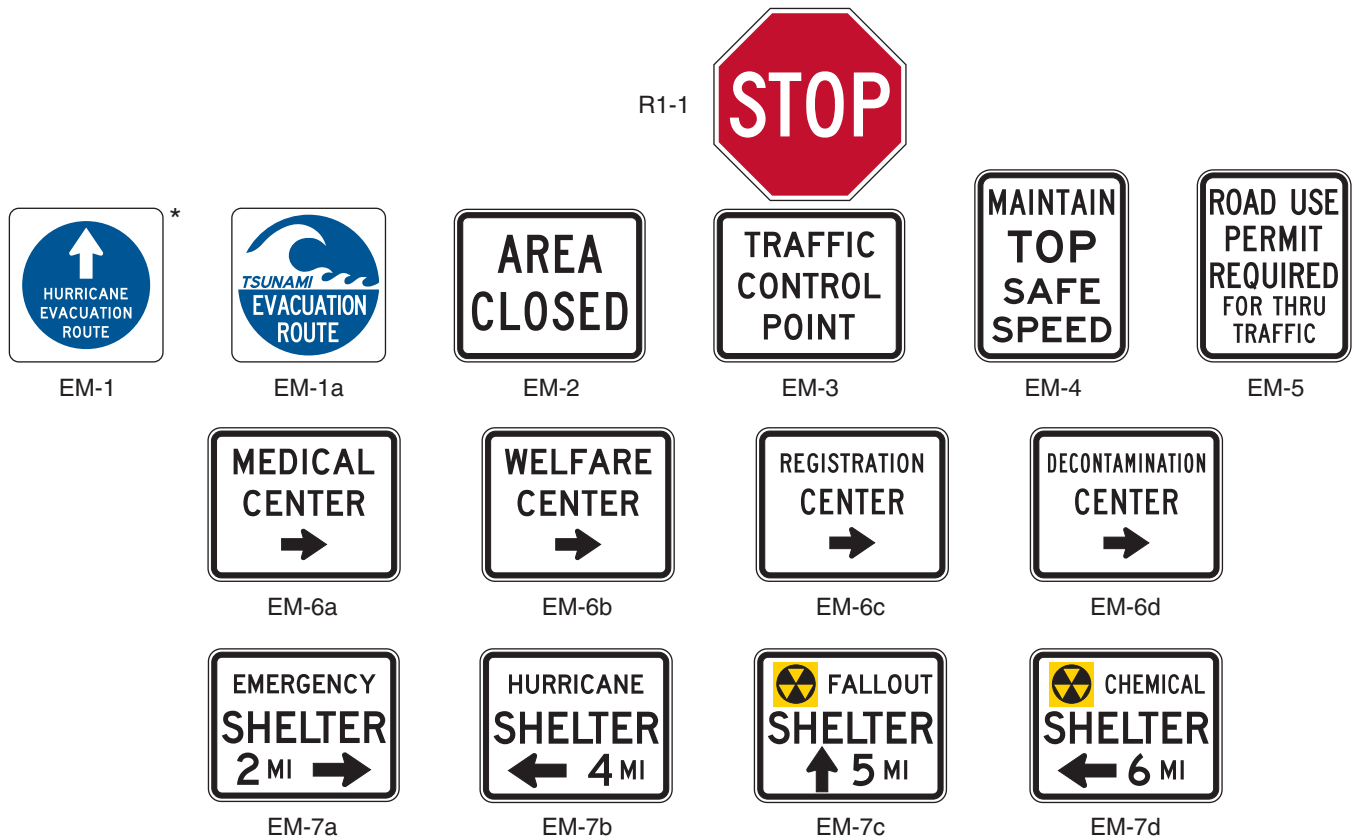 R1-1
STOP
*
HURRICANE
EVACUATION
ROUTE
EM-1
TSUNAMI
EVACUATION
ROUTE
EM-1a
AREA
CLOSED
EM-2
TRAFFIC
CONTROL
POINT
EM-3
MAINTAIN
TOP
SAFE
SPEED
EM-4
ROAD USE
PERMIT
REQUIRED
FOR THRU
TRAFFIC
EM-5
MEDICAL
CENTER
EM-6a
WELFARE
CENTER
EM-6b
REGISTRATION
CENTER
EM-6c
DECONTAMINATION
CENTER
EM-6d
EMERGENCY
SHELTER
2 MI
EM-7a
HURRICANE
SHELTER
4 MI
EM-7b
FALLOUT
SHELTER
5 MI
EM-7c
CHEMICAL
SHELTER
6 MI
EM-7d